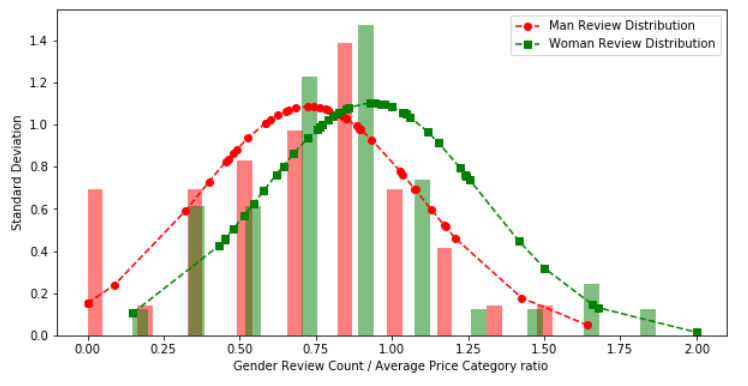 Man Review Distribution
Woman Review Distribution
Standard Deviation
1.4
1.2
1.0
0.8
0.6
0.4
0.2
0.0
0.00 0.25 0.50 0.75 1.00 1.25 1.50 1.75 2.00
Gender Review Count / Average Price Category ratio